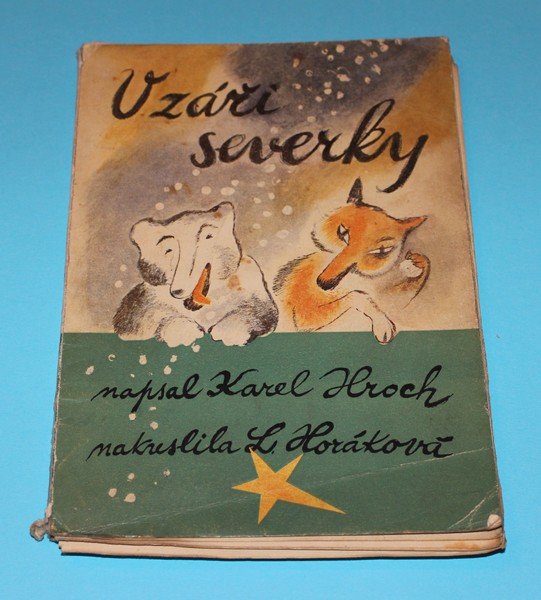 V záři
severky
napsal Karel Hroch
nakreslila L. Horáková